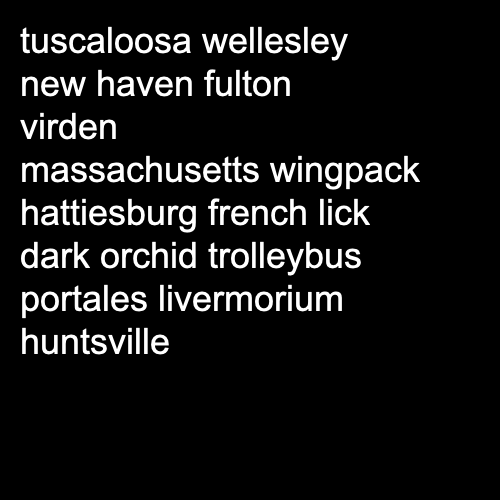 tuscaloosa wellesley
new haven fulton
virden
massachusetts wingpack
hattiesburg french lick
dark orchid trolleybus
portales livermorium
huntsville